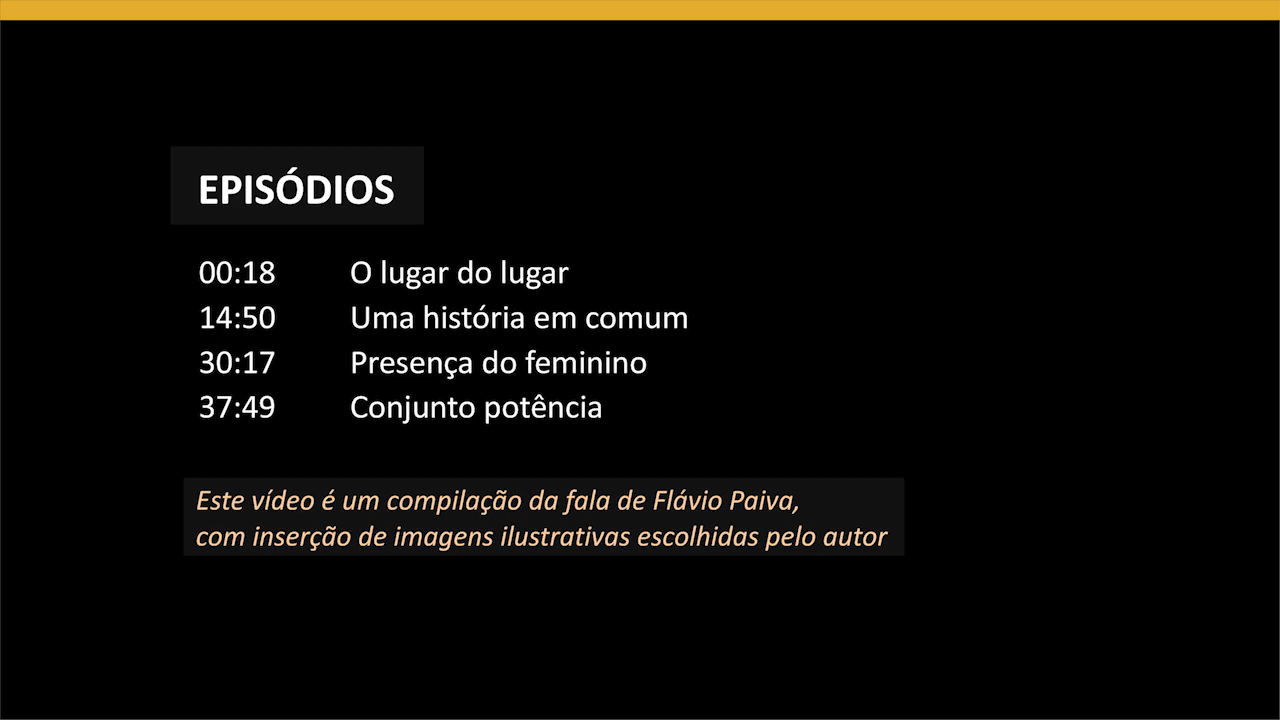 EPISÓDIOS
00:18 O lugar do lugar
14:50 Uma história em comum
30:17 Presença do feminino
37:49 Conjunto potência
Este vídeo é um compilação da fala de Flávio Paiva,
com inserção de imagens ilustrativas escolhidas pelo autor